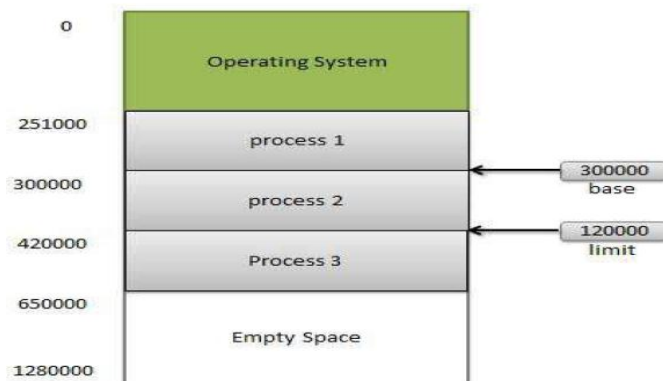 0
Operating System
251000
process 1
300000
300000
base
process 2
420000
120000
limit
Process 3
650000
Empty Space
1280000